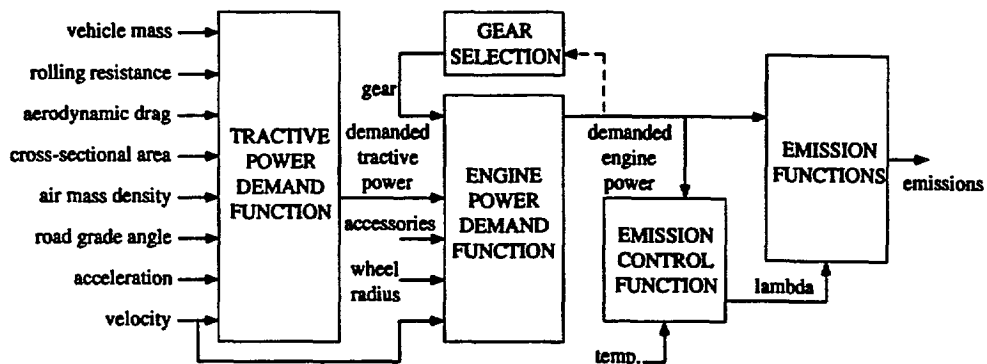 vehicle mass
rolling resistance
aerodynamic drag
cross-sectional area
air mass density
road grade angle
acceleration
velocity
TRACTIVE
POWER
DEMAND
FUNCTION
GEAR
SELECTION
gear
demanded
tractive
power
accessories
wheel
radius
ENGINE
POWER
DEMAND
FUNCTION
demanded
engine
power
EMISSION
CONTROL
FUNCTION
temp.
lambda
EMISSION
FUNCTIONS
emissions